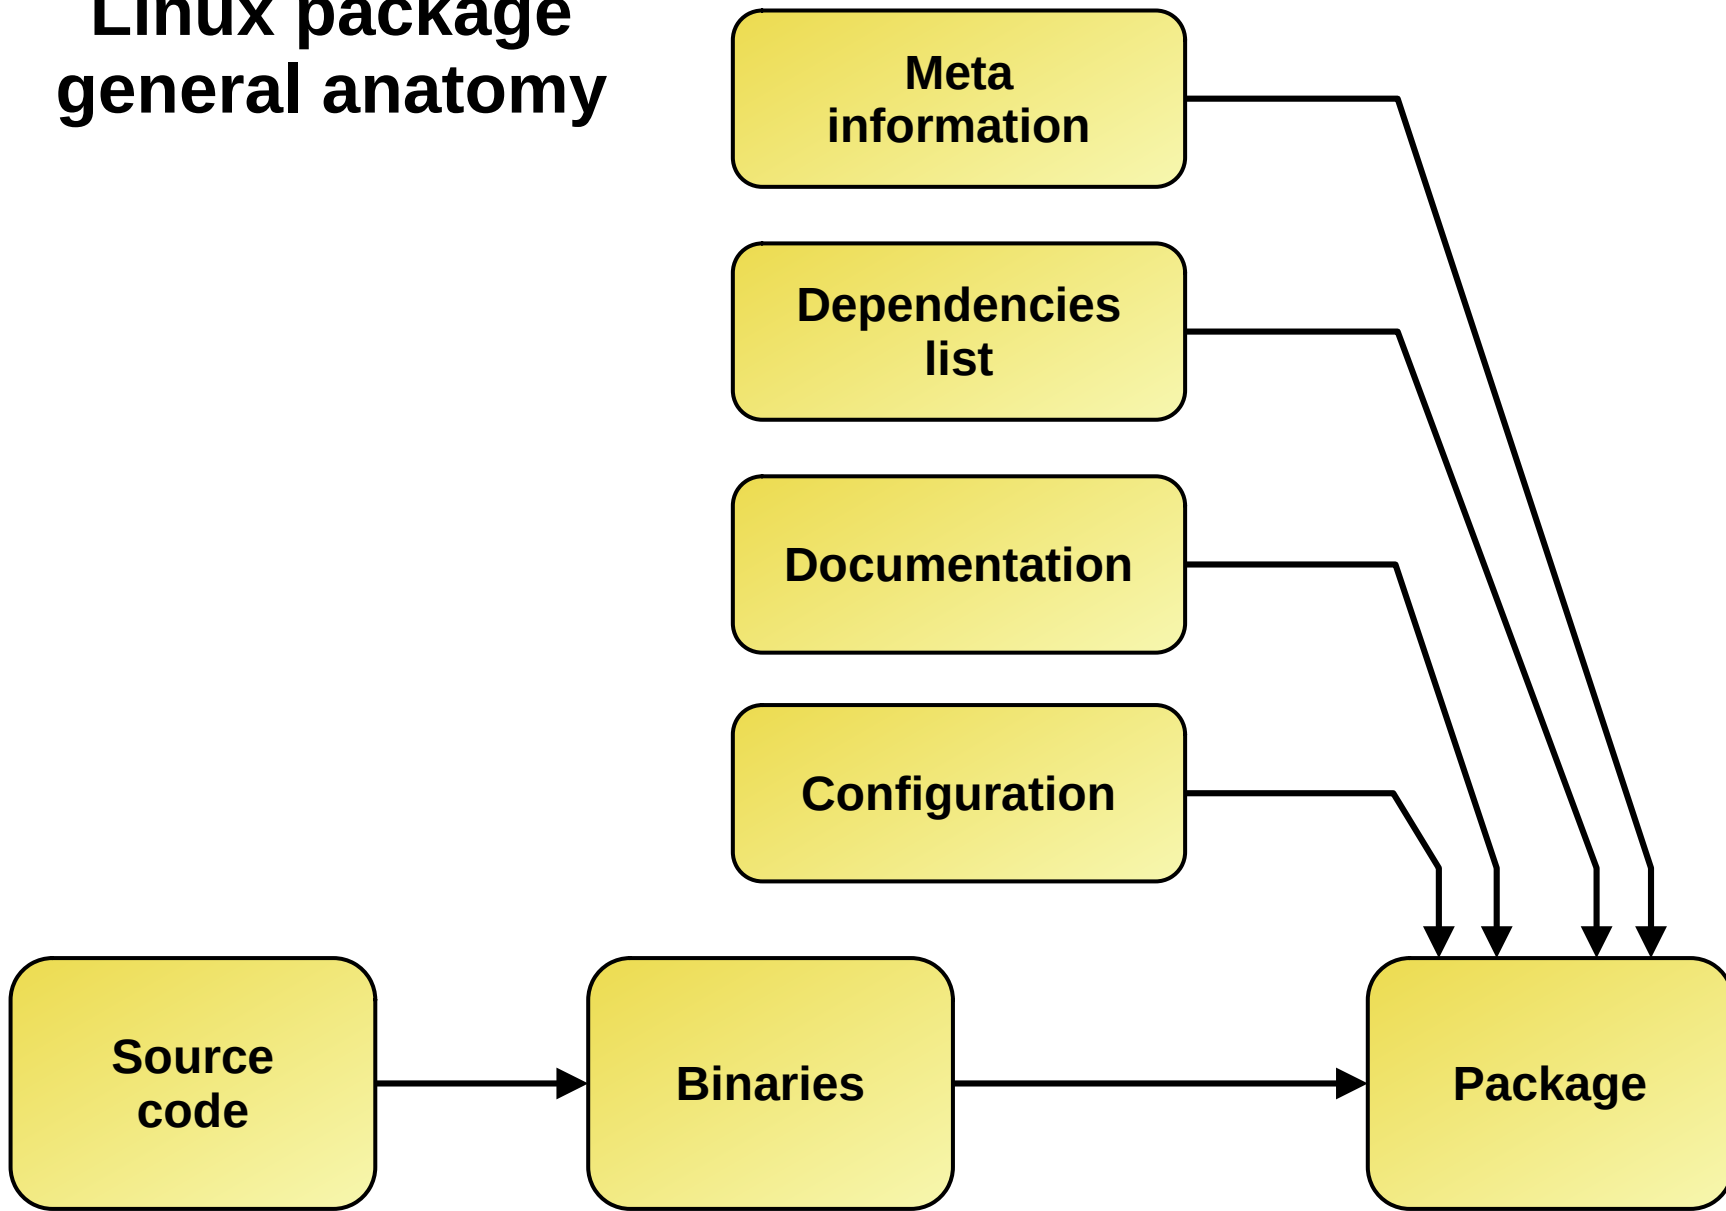 Linux package
general anatomy
Meta
information
Dependencies
list
Documentation
Configuration
Source
code
Binaries
Package